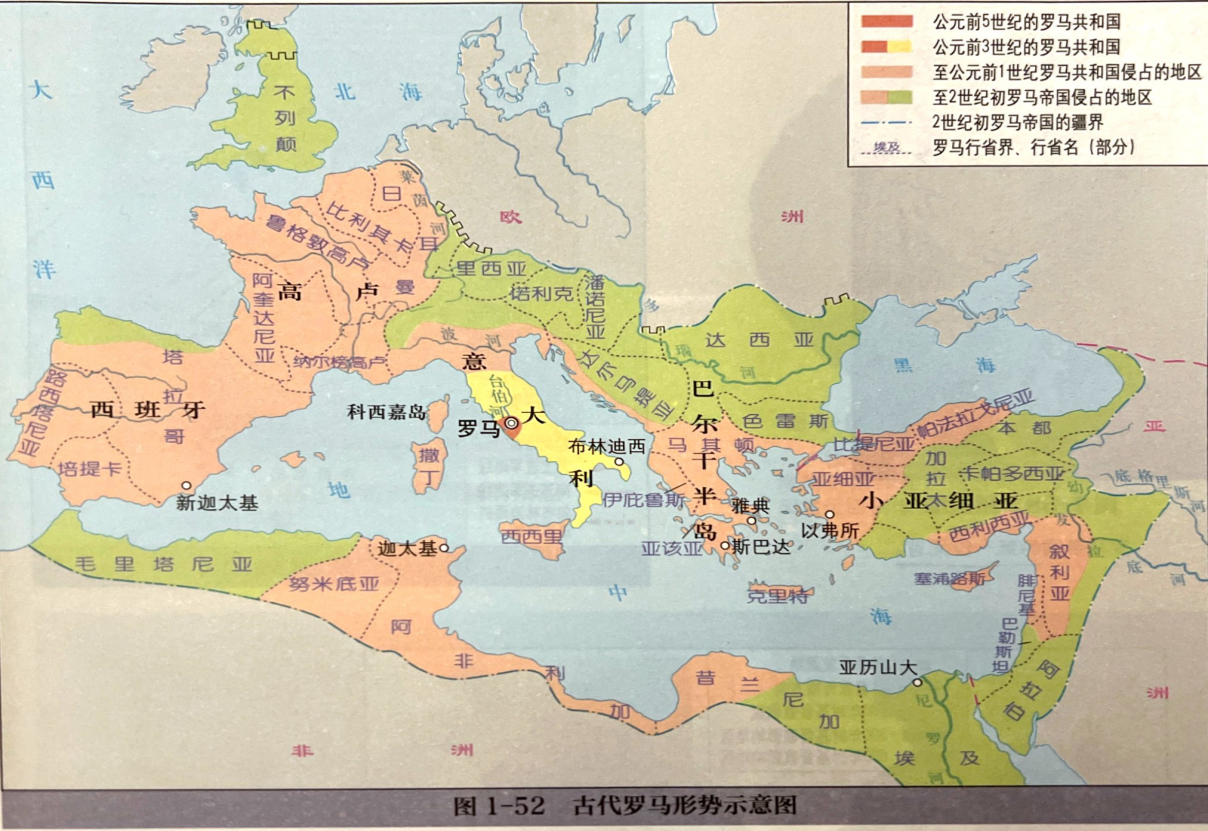 公元前5世纪的罗马共和国
公元前3世纪的罗马共和国
至公元前1世纪罗马共和国侵占的地区
至2世纪初罗马帝国侵占的地区
2世纪初罗马帝国的疆界
埃及 罗马行省界、行省名（部分）
大西洋
北海
不列颠
欧洲
莱茵河
日耳曼
比利其卡
鲁格敦高卢
高卢
阿奎达尼亚
纳尔榜高卢
里西亚
诺利克
潘诺尼亚
多瑙河
达西亚
黑海
波河
意大利
台伯河
罗马
达尔马提亚
巴尔干半岛
色雷斯
马其顿
伊庇鲁斯
布林迪西
科西嘉岛
撒丁
西西里
塔拉哥
西班牙
路西塔尼亚
培提卡
新迦太基
地中海
雅典
斯巴达
亚该亚
克里特
以弗所
比提尼亚
帕法拉戈尼亚
本都
亚细亚
加拉太
卡帕多西亚
小亚细亚
西利西亚
亚洲
底格里斯河
幼发拉底河
叙利亚
塞浦路斯
腓尼基
巴勒斯坦
阿拉伯
毛里塔尼亚
努米底亚
迦太基
阿非利加
昔兰尼加
亚历山大
尼罗河
埃及
非洲
图1-52 古代罗马形势示意图